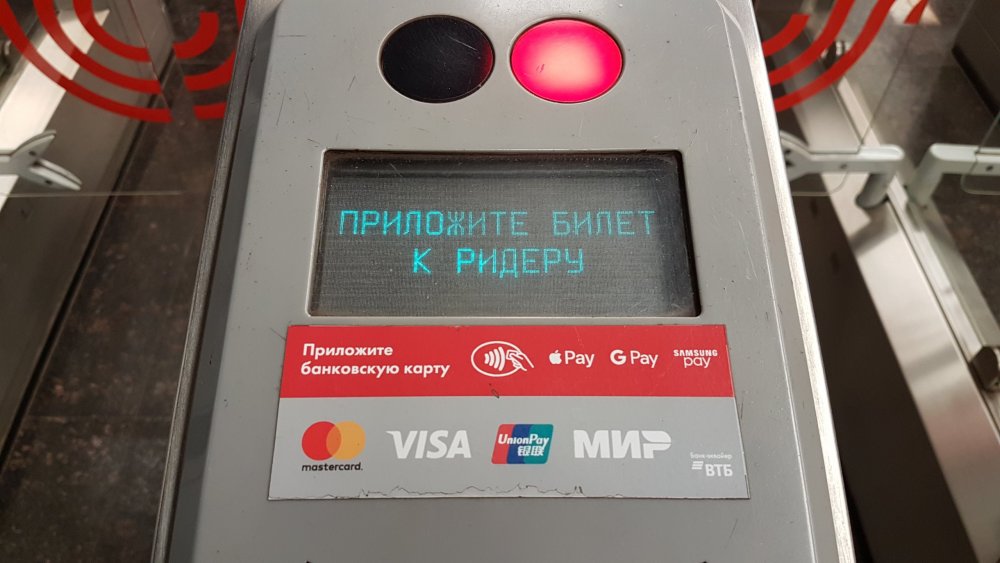 ПРИЛОЖИТЕ БИЛЕТ
К РИДЕРУ
Приложите
банковскую карту
Pay
G Pay
SAMSUNG
pay
mastercard.
VISA
UnionPay
银联
МИР
Банк-эквайер
ВТБ